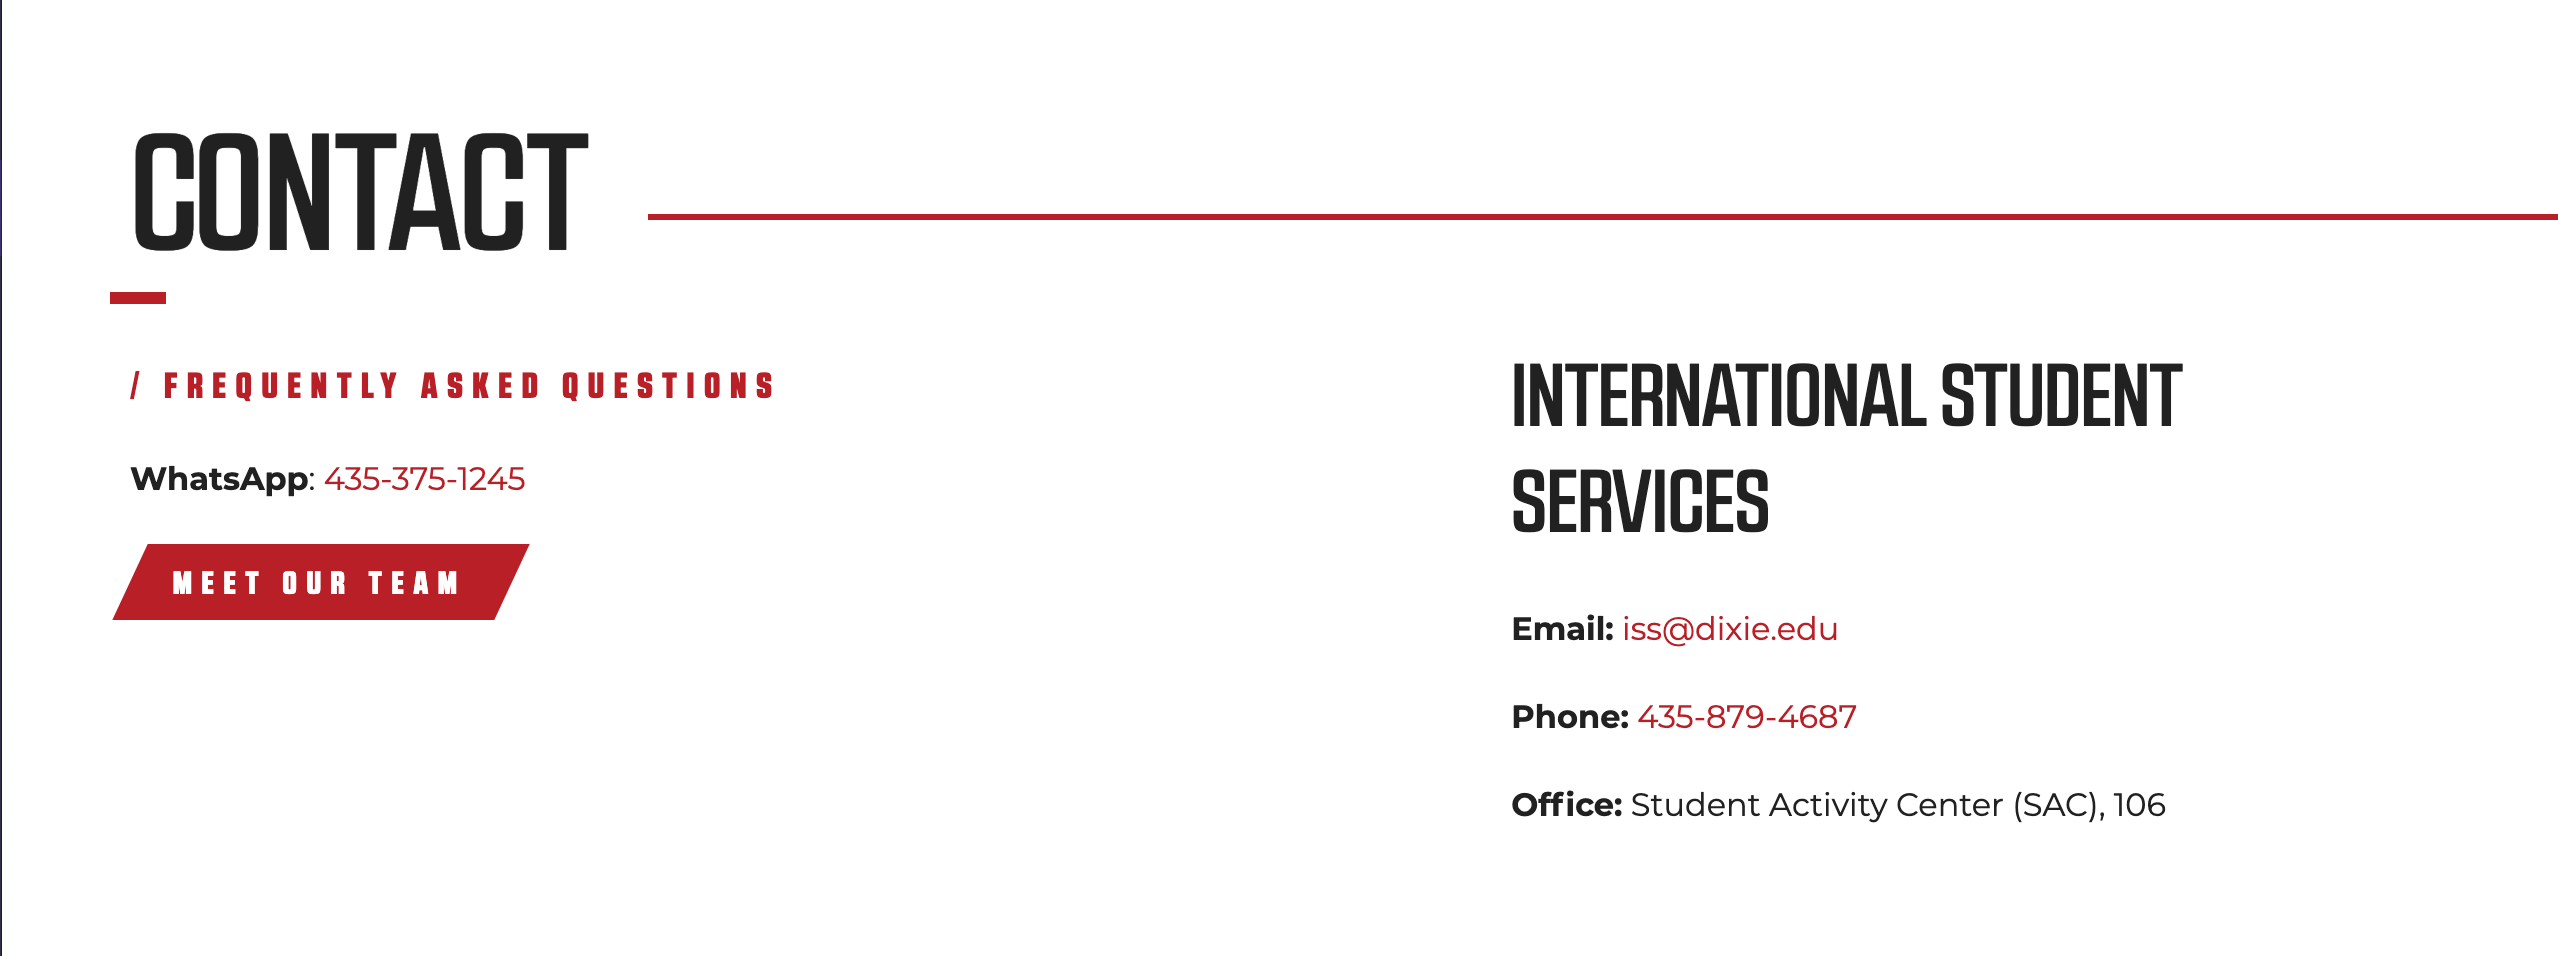 CONTACT
/ FREQUENTLY ASKED QUESTIONS
WhatsApp: 435-375-1245
MEET OUR TEAM
INTERNATIONAL STUDENT
SERVICES
Email: iss@dixie.edu
Phone: 435-879-4687
Office: Student Activity Center (SAC), 106